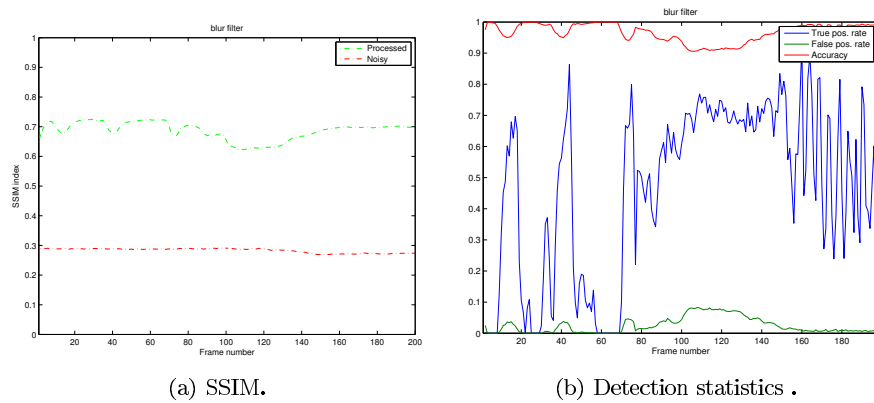 blur filter
1
0.9
0.8
0.7
0.6
0.5
0.4
0.3
0.2
0.1
0
SSIM index
Processed
Noisy
20 40 60 80 100 120 140 160 180 200
Frame number
(a) SSIM.
blur filter
1
0.9
0.8
0.7
0.6
0.5
0.4
0.3
0.2
0.1
0
True pos. rate
False pos. rate
Accuracy
20 40 60 80 100 120 140 160 180
Frame number
(b) Detection statistics .